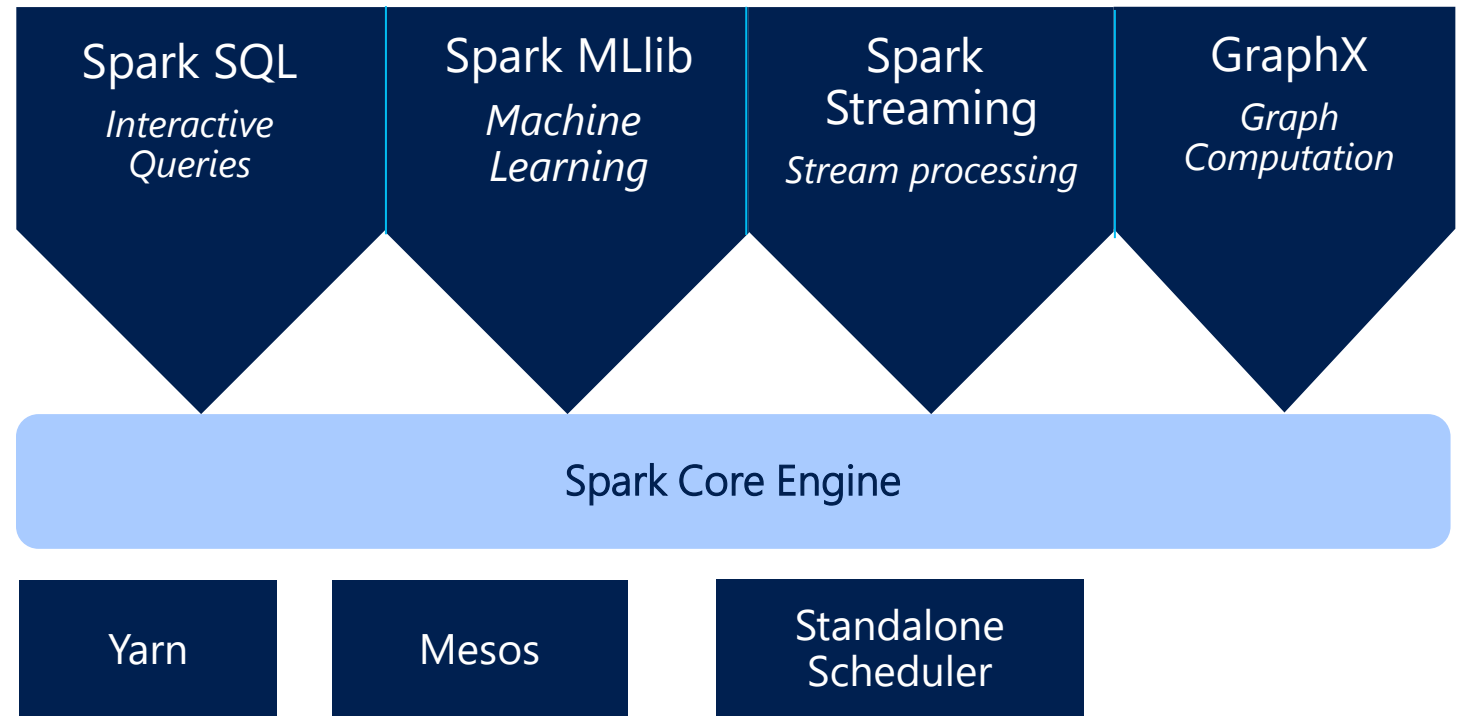 Spark SQL
Interactive
Queries
Spark MLlib
Machine
Learning
Spark
Streaming
Stream processing
GraphX
Graph
Computation
Spark Core Engine
Yarn
Mesos
Standalone
Scheduler